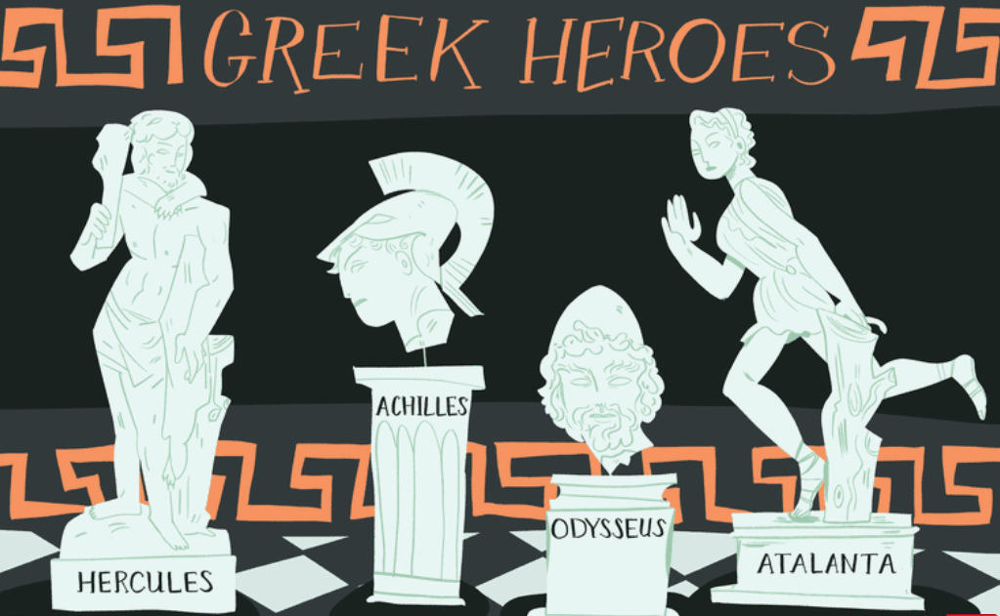 GREEK HEROES
ACHILLES
ODYSSEUS
HERCULES
ATALANTA